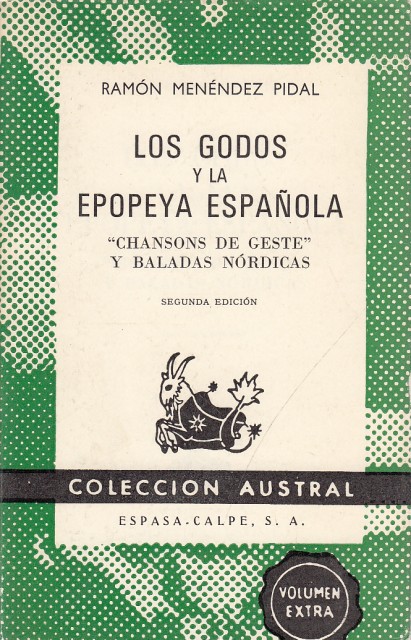 RAMÓN MENÉNDEZ PIDAL
LOS GODOS
Y LA
EPOPEYA ESPAÑOLA
“CHANSONS DE GESTE”
Y BALADAS NÓRDICAS
SEGUNDA EDICIÓN
COLECCION AUSTRAL
ESPASA-CALPE, S. A.
VOLUMEN
EXTRA